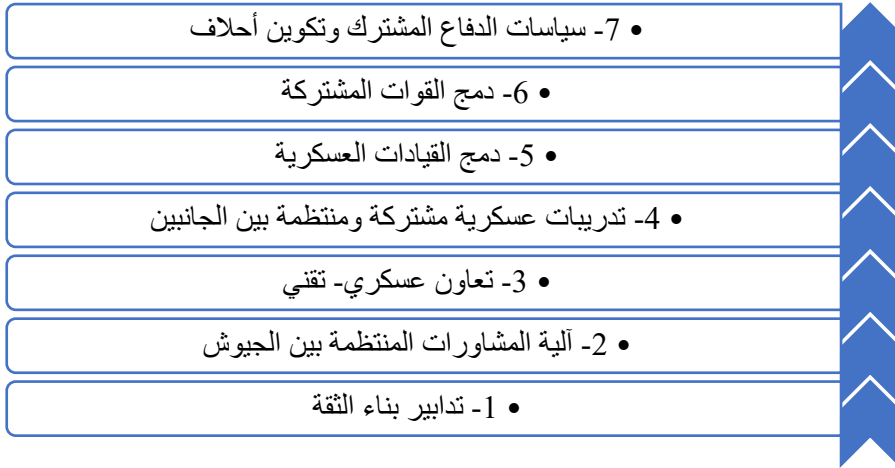 • 7- سياسات الدفاع المشترك وتكوين أحلاف
• 6- دمج القوات المشتركة
• 5- دمج القيادات العسكرية
• 4- تدريبات عسكرية مشتركة ومنتظمة بين الجانبين
• 3- تعاون عسكري- تقني
• 2- آلية المشاورات المنتظمة بين الجيوش
• 1- تدابير بناء الثقة